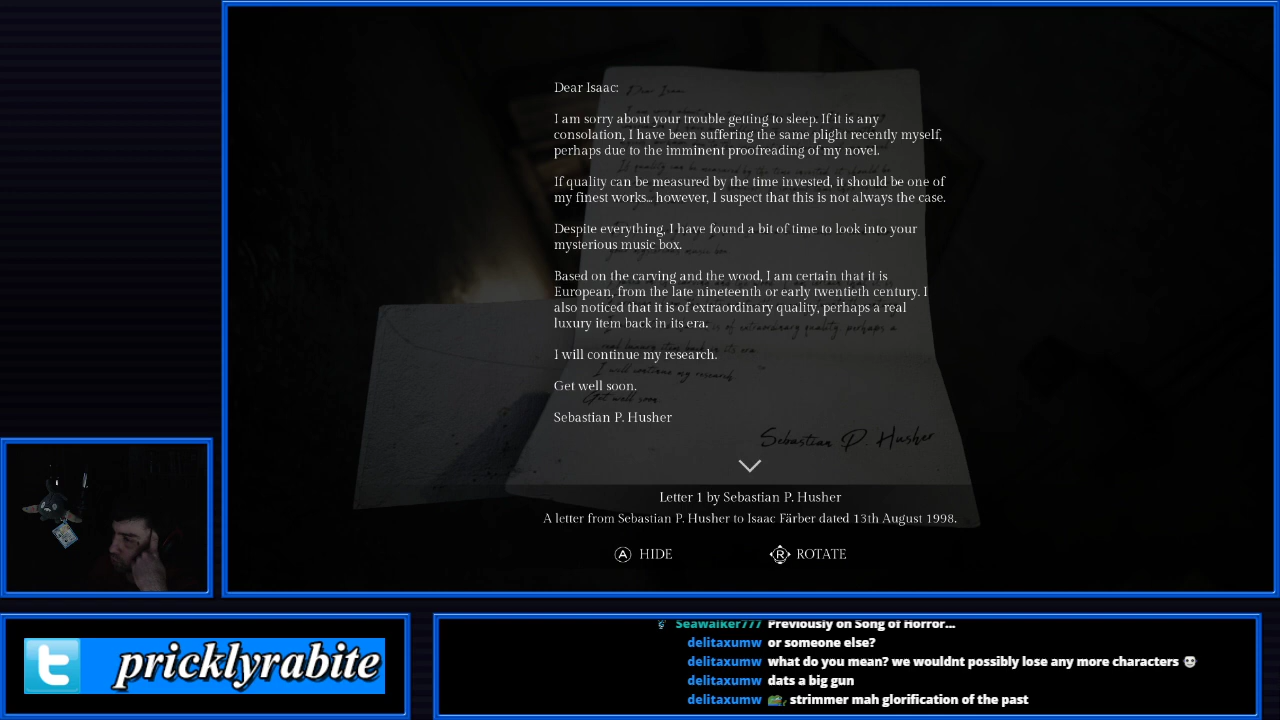 Dear Isaac:
I am sorry about your trouble getting to sleep. If it is any
consolation, I have been suffering the same plight recently myself,
perhaps due to the imminent proofreading of my novel.
If quality can be measured by the time invested, it should be one of
my finest works... however, I suspect that this is not always the case.
Despite everything, I have found a bit of time to look into your
mysterious music box.
Based on the carving and the wood, I am certain that it is
European, from the late nineteenth or early twentieth century. I
also noticed that it is of extraordinary quality, perhaps a real
luxury item back in its era.
I will continue my research.
Get well soon.
Sebastian P. Husher
Sebastian P. Husher
Letter 1 by Sebastian P. Husher
A letter from Sebastian P. Husher to Isaac Färber dated 13th August 1998.
A HIDE
R ROTATE
pricklyrabite
Seawalker777 Previously on Song of Horror...
delitaxumw or someone else?
delitaxumw what do you mean? we wouldnt possibly lose any more characters
delitaxumw dats a big gun
delitaxumw strimmer mah glorification of the past